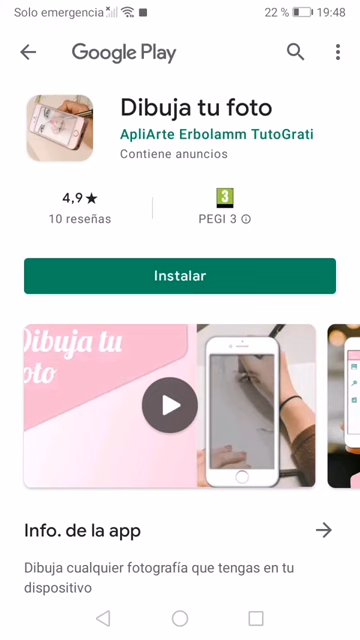 Solo emergencia
22 % 19:48
Google Play
Dibuja tu foto
ApliArte Erbolamm TutoGrati
Contiene anuncios
4,9★
10 reseñas
3
PEGI 3
Instalar
Dibuja tu
foto
Info. de la app
Dibuja cualquier fotografía que tengas en tu
dispositivo